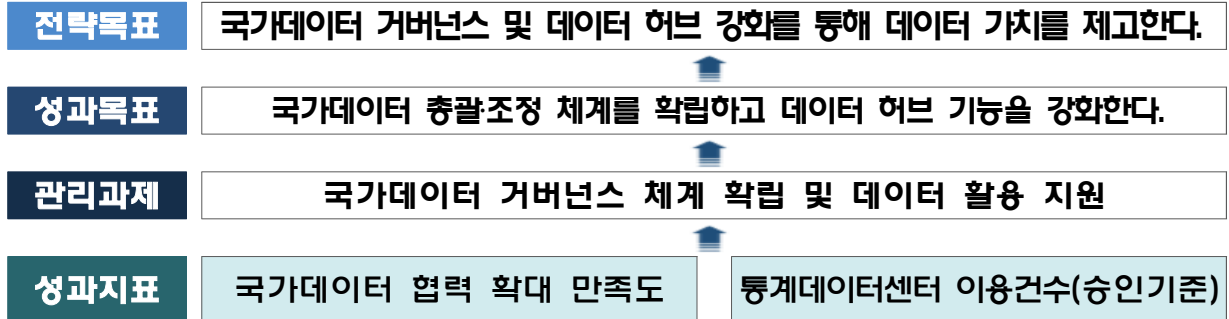 전략목표 국가데이터 거버넌스 및 데이터 허브 강화를 통해 데이터 가치를 제고한다.
성과목표 국가데이터 총괄·조정 체계를 확립하고 데이터 허브 기능을 강화한다.
관리과제 국가데이터 거버넌스 체계 확립 및 데이터 활용 지원
성과지표 국가데이터 협력 확대 만족도 통계데이터센터 이용건수(승인기준)